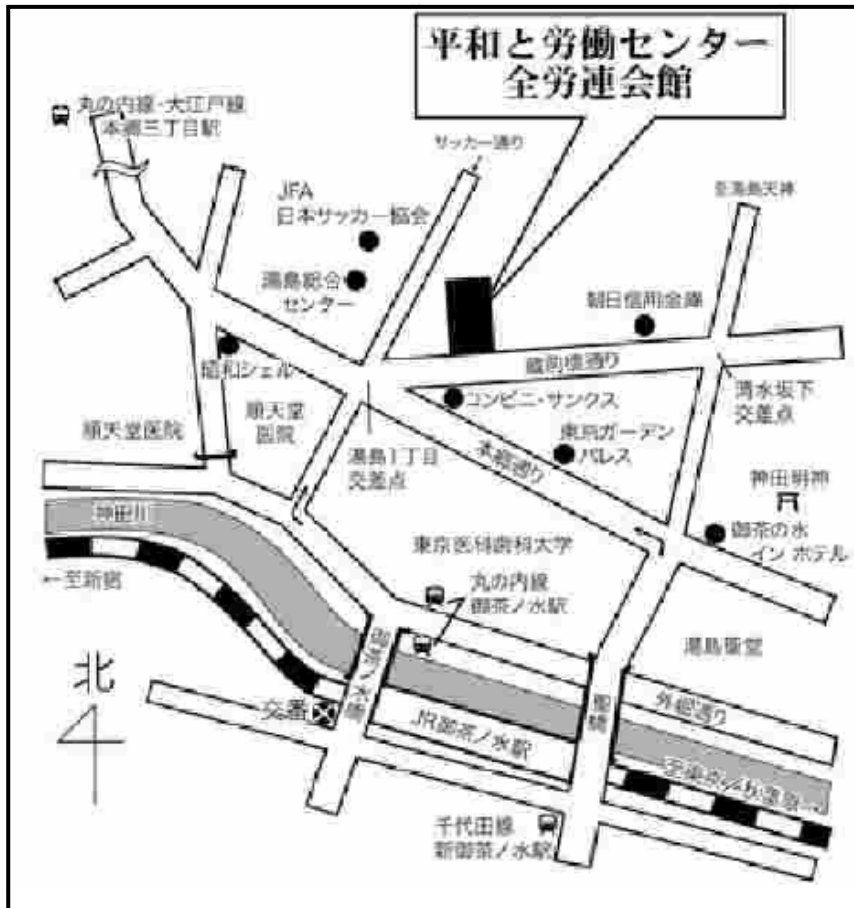 平和と労働センター
全労連会館
丸の内線・大江戸線
本郷三丁目駅
サッカー通り
至湯島天神
JFA
日本サッカー協会
湯島総合
センター
朝日信用金庫
昭和シェル
蔵前橋通り
清水坂下
交差点
コンビニ・サンクス
順天堂医院
順天堂
医院
湯島1丁目
交差点
本郷通り
東京ガーデン
パレス
神田明神
神田川
東京医科歯科大学
御茶の水
イン ホテル
←至新宿
丸の内線
御茶ノ水駅
湯島聖堂
北
御茶ノ水橋
聖橋
外堀通り
交番
JR御茶ノ水駅
至東京/秋葉原→
千代田線
新御茶ノ水駅